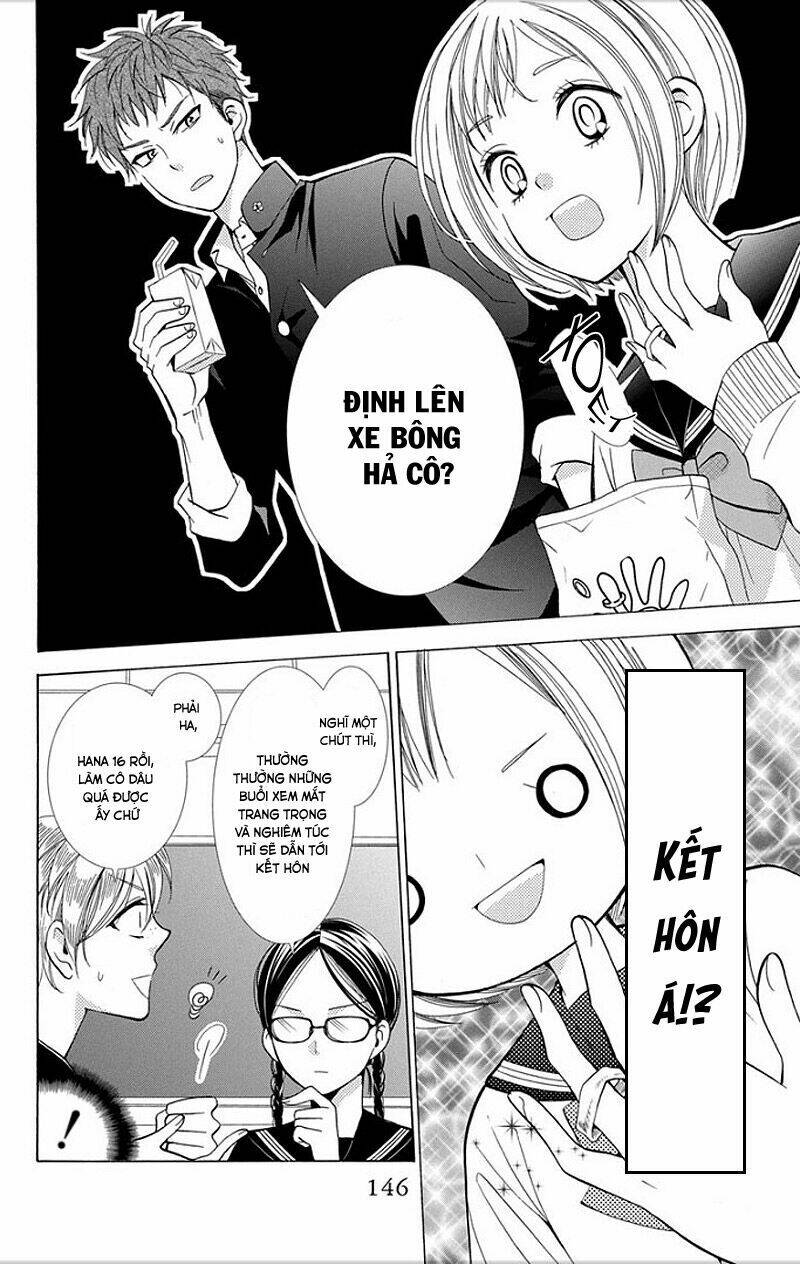 ĐỊNH LÊN
XE BÔNG
HẢ CÔ?
XOẸT
KẾT
HÔN
Á!?
NGHĨ MỘT
CHÚT THÌ,
THƯỜNG
THƯỜNG NHỮNG
BUỔI XEM MẮT
TRANG TRỌNG
VÀ NGHIÊM TÚC
THÌ SẼ DẪN TỚI
KẾT HÔN
PHẢI
HA,
HANA 16 RỒI,
LÀM CÔ DÂU
QUÁ ĐƯỢC
ẤY CHỨ
!
146